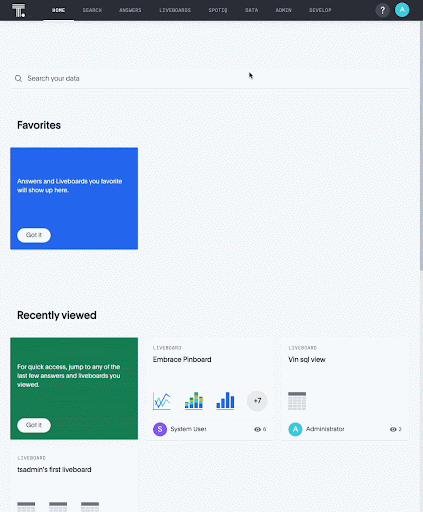 T.
HOME SEARCH ANSWERS LIVEBOARDS SPOTIQ DATA ADMIN DEVELOP ? A
Search your data
Favorites
Answers and Liveboards you favorite
will show up here.
Got it
Recently viewed
For quick access, jump to any of the
last few answers and liveboards you
viewed.
Got it
LIVEBOARD
Embrace Pinboard
+7
S System User 6
LIVEBOARD
Vin sql view
A Administrator 2
LIVEBOARD
tsadmin's first liveboard